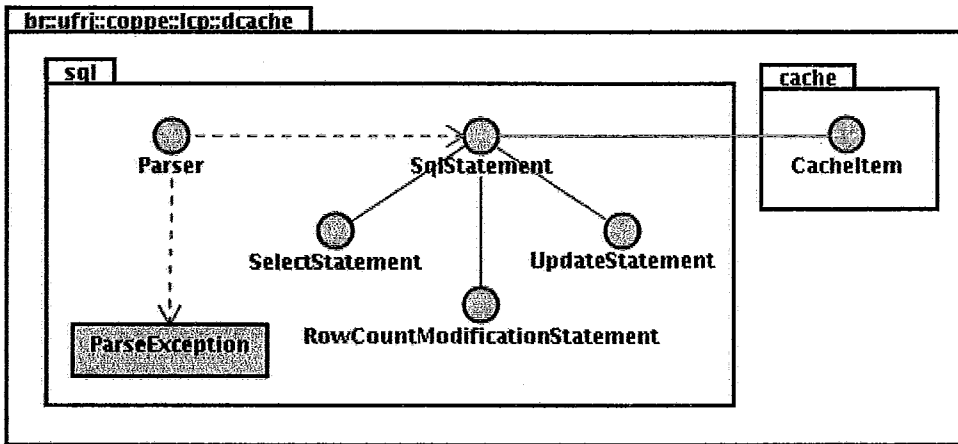 br::ufrj::coppe::lcp::dcache
sql
cache
Parser
SqlStatement
CacheItem
SelectStatement
UpdateStatement
RowCountModificationStatement
ParseException